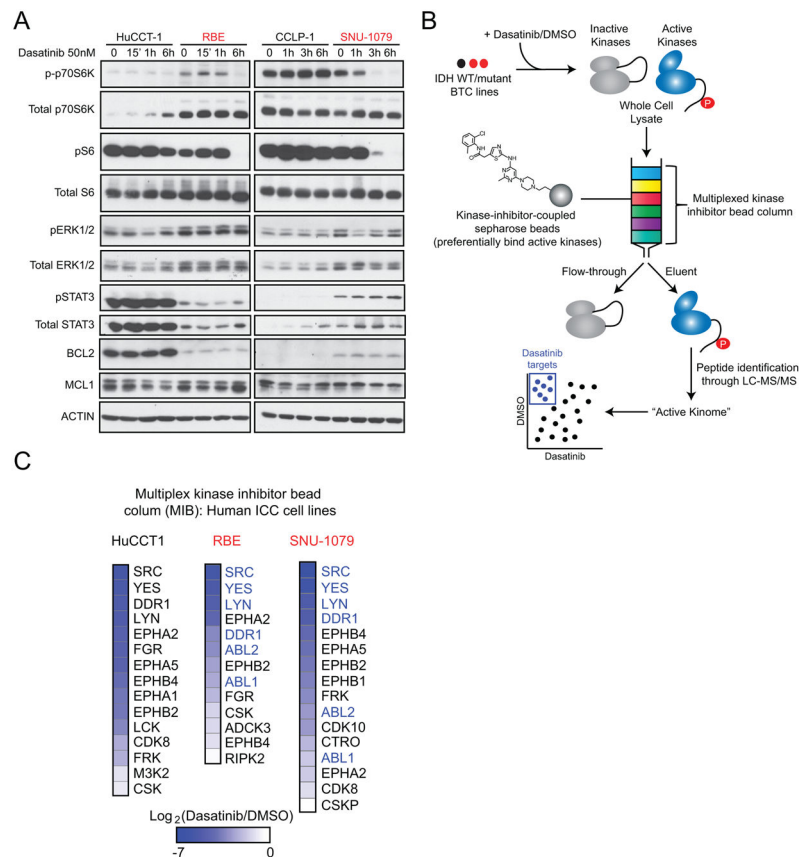 A
HuCCT-1 RBE CCLP-1 SNU-1079
Dasatinib 50nM 0 15' 1h 6h 0 15' 1h 6h 0 1h 3h 6h 0 1h 3h 6h
p-p70S6K
Total p70S6K
pS6
Total S6
pERK1/2
Total ERK1/2
pSTAT3
Total STAT3
BCL2
MCL1
ACTIN
B
+ Dasatinib/DMSO
IDH WT/mutant
BTC lines
Inactive
Kinases
Active
Kinases
P
Whole Cell
Lysate
Cl
N
S
HN
O
N
NH
N
N
N
N
Kinase-inhibitor-coupled
sepharose beads
(preferentially bind active kinases)
Multiplexed kinase
inhibitor bead column
Flow-through
Eluent
P
Peptide identification
through LC-MS/MS
"Active Kinome"
Dasatinib
targets
DMSO
Dasatinib
C
Multiplex kinase inhibitor bead
colum (MIB): Human ICC cell lines
HuCCT1
SRC
YES
DDR1
LYN
EPHA2
FGR
EPHA5
EPHB4
EPHA1
EPHB2
LCK
CDK8
FRK
M3K2
CSK
RBE
SRC
YES
LYN
EPHA2
DDR1
ABL2
EPHB2
ABL1
FGR
CSK
ADCK3
EPHB4
RIPK2
SNU-1079
SRC
YES
LYN
DDR1
EPHB4
EPHA5
EPHB2
EPHB1
FRK
ABL2
CDK10
CTRO
ABL1
EPHA2
CDK8
CSKP
Log2(Dasatinib/DMSO)
-7 0